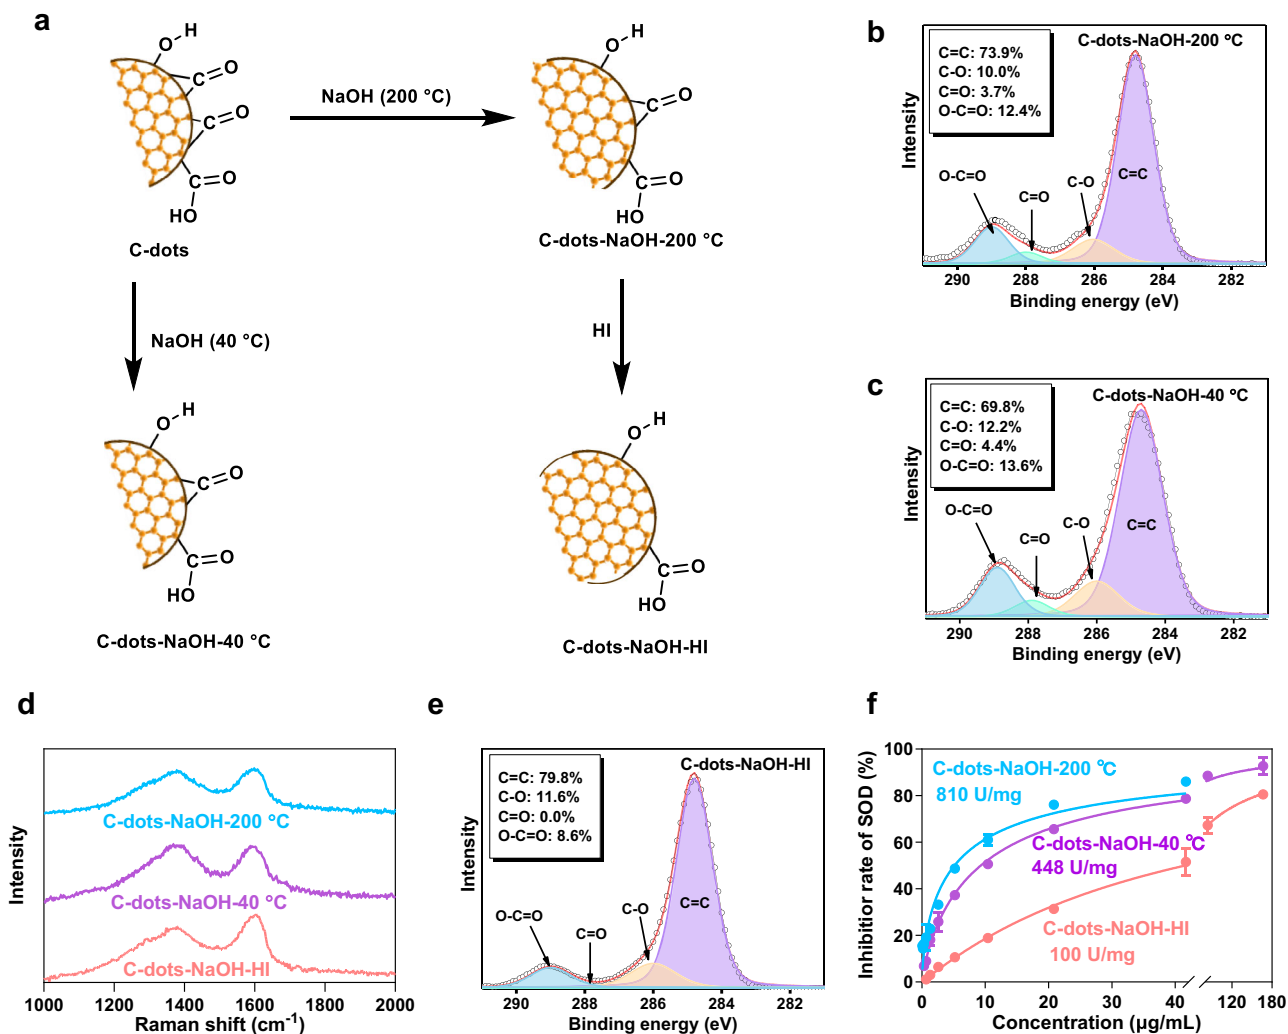 a
O
H
C
O
C
O
C
O
HO
C-dots
NaOH (200 °C)
O
H
C
O
C
O
HO
C-dots-NaOH-200 °C
NaOH (40 °C)
HI
O
H
C
O
C
O
HO
C-dots-NaOH-40 °C
O
H
C
O
HO
C-dots-NaOH-HI
b
C-dots-NaOH-200 °C
C=C: 73.9%
C-O: 10.0%
C=O: 3.7%
O-C=O: 12.4%
O-C=O
C=O
C-O
C=C
Intensity
290 288 286 284 282
Binding energy (eV)
c
C-dots-NaOH-40 °C
C=C: 69.8%
C-O: 12.2%
C=O: 4.4%
O-C=O: 13.6%
O-C=O
C=O
C-O
C=C
Intensity
290 288 286 284 282
Binding energy (eV)
d
C-dots-NaOH-200 °C
C-dots-NaOH-40 °C
C-dots-NaOH-HI
Intensity
1000 1200 1400 1600 1800 2000
Raman shift (cm⁻¹)
e
C-dots-NaOH-HI
C=C: 79.8%
C-O: 11.6%
C=O: 0.0%
O-C=O: 8.6%
O-C=O
C=O
C-O
C=C
Intensity
290 288 286 284 282
Binding energy (eV)
f
Inhibitior rate of SOD (%)
100
80
60
40
20
0
C-dots-NaOH-200 °C
810 U/mg
C-dots-NaOH-40 °C
448 U/mg
C-dots-NaOH-HI
100 U/mg
0 10 20 30 40 120 180
Concentration (μg/mL)